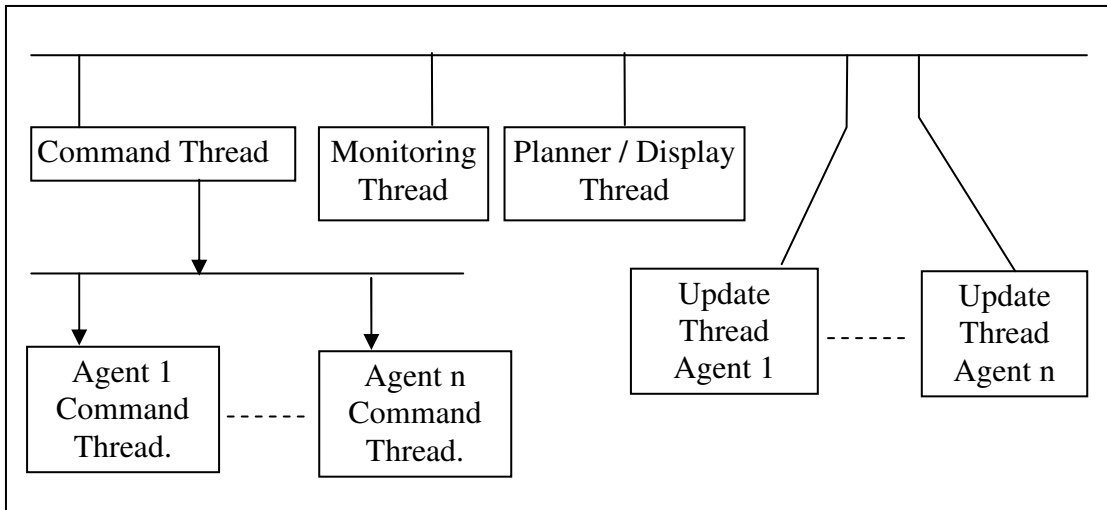 Command Thread
Monitoring
Thread
Planner / Display
Thread
Update
Thread
Agent 1
Update
Thread
Agent n
Agent 1
Command
Thread.
Agent n
Command
Thread.